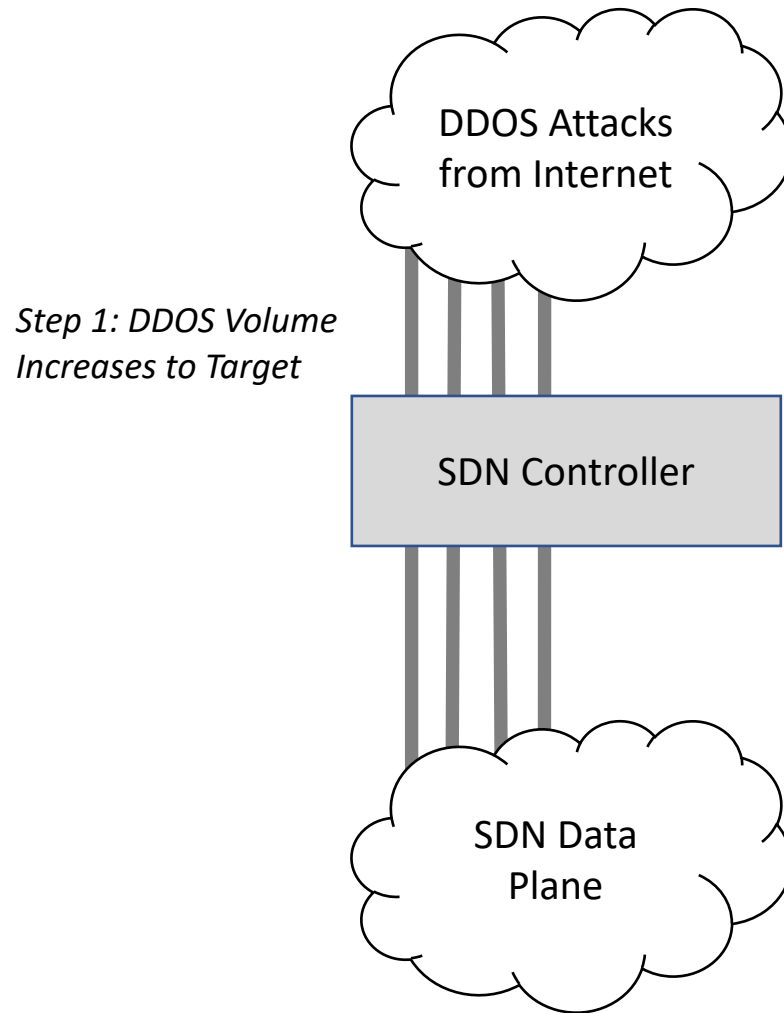 DDOS Attacks
from Internet
Step 1: DDOS Volume
Increases to Target
SDN Controller
SDN Data
Plane